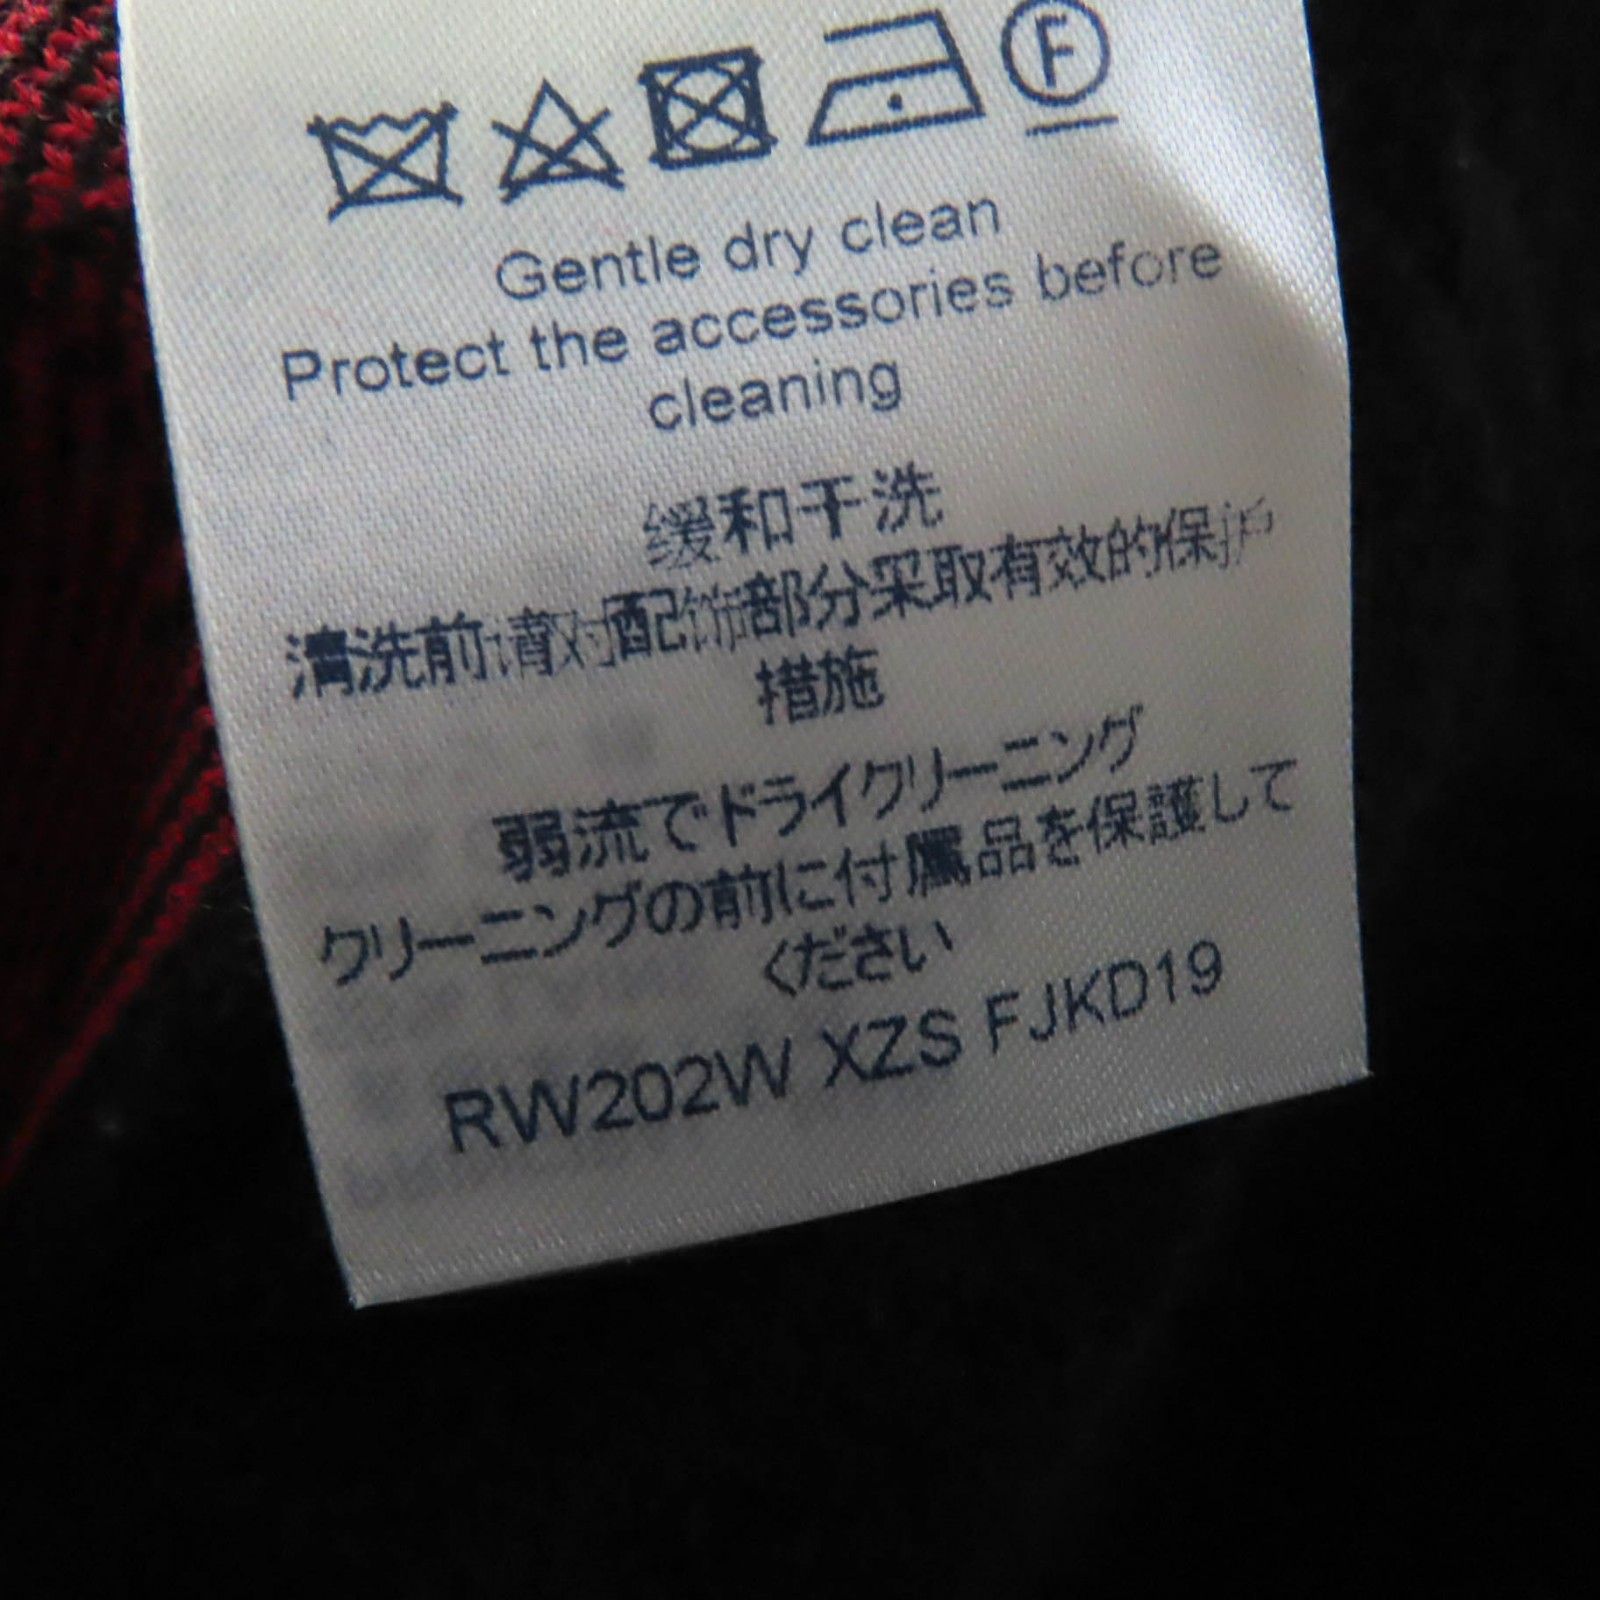 F
Gentle dry clean
Protect the accessories before
cleaning
缓和干洗
清洗前请对配饰部分采取有效的保护
措施
弱流でドライクリーニング
クリーニングの前に付属品を保護して
ください
RW202W XZS FJKD19